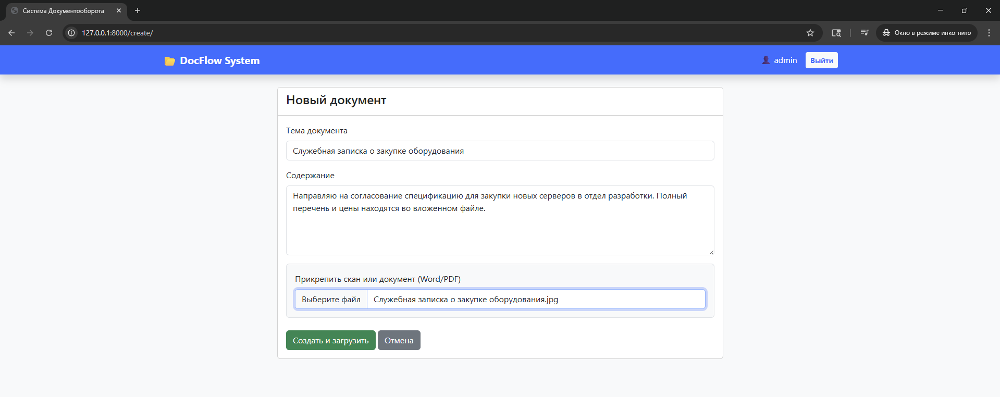 Система Документооборота
127.0.0.1:8000/create/
Окно в режиме инкогнито
DocFlow System
admin
Выйти
Новый документ
Тема документа
Служебная записка о закупке оборудования
Содержание
Направляю на согласование спецификацию для закупки новых серверов в отдел разработки. Полный
перечень и цены находятся во вложенном файле.
Прикрепить скан или документ (Word/PDF)
Выберите файл Служебная записка о закупке оборудования.jpg
Создать и загрузить Отмена